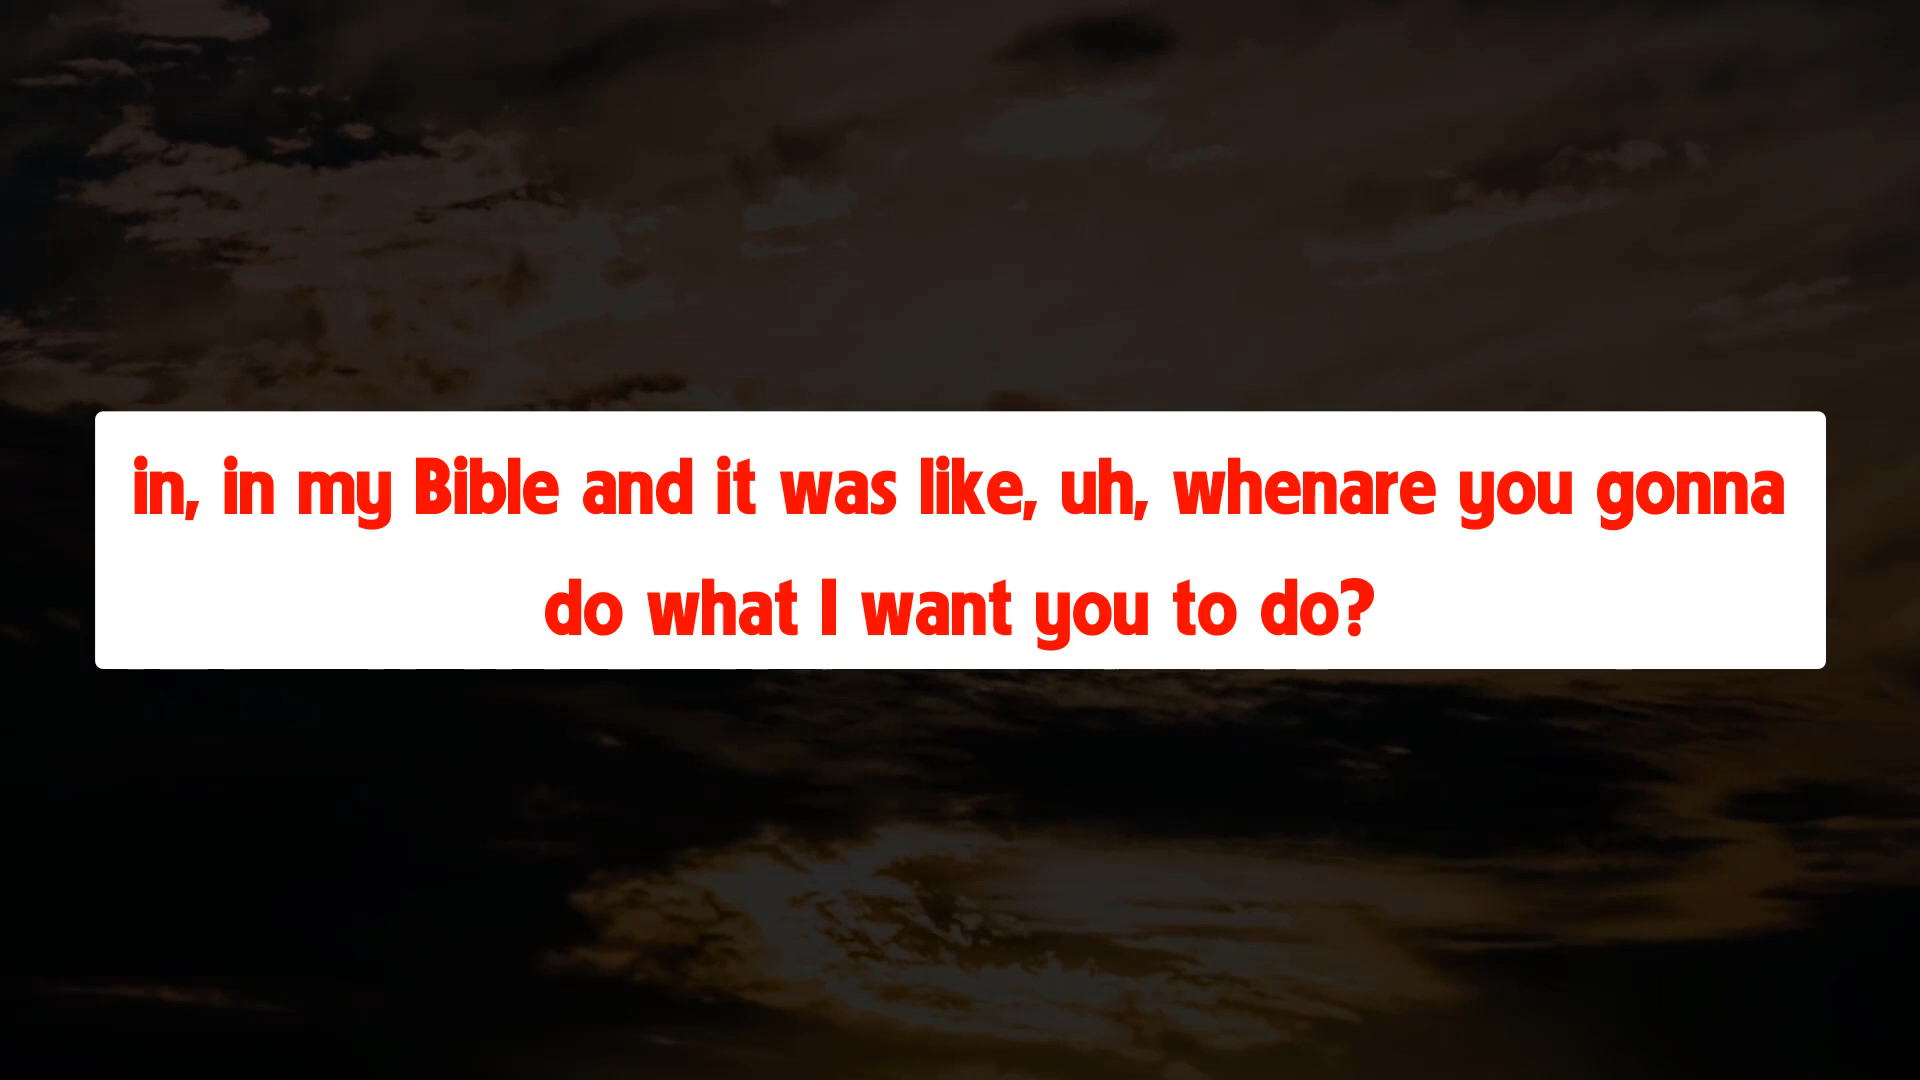 in, in my Bible and it was like, uh, whenare you gonna
do what I want you to do?